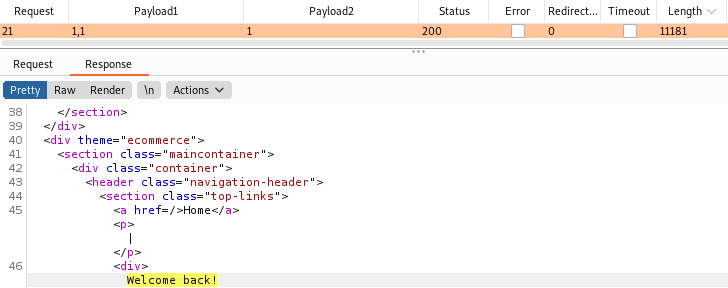 Request Payload1 Payload2 Status Error Redirect... Timeout Length
21 1,1 1 200 0 11181
Request Response
Pretty Raw Render \n Actions
38 </section>
39 </div>
40 <div theme="ecommerce">
41 <section class="maincontainer">
42 <div class="container">
43 <header class="navigation-header">
44 <section class="top-links">
45 <a href=/>Home</a>
<p>
|
</p>
46 <div>
Welcome back!